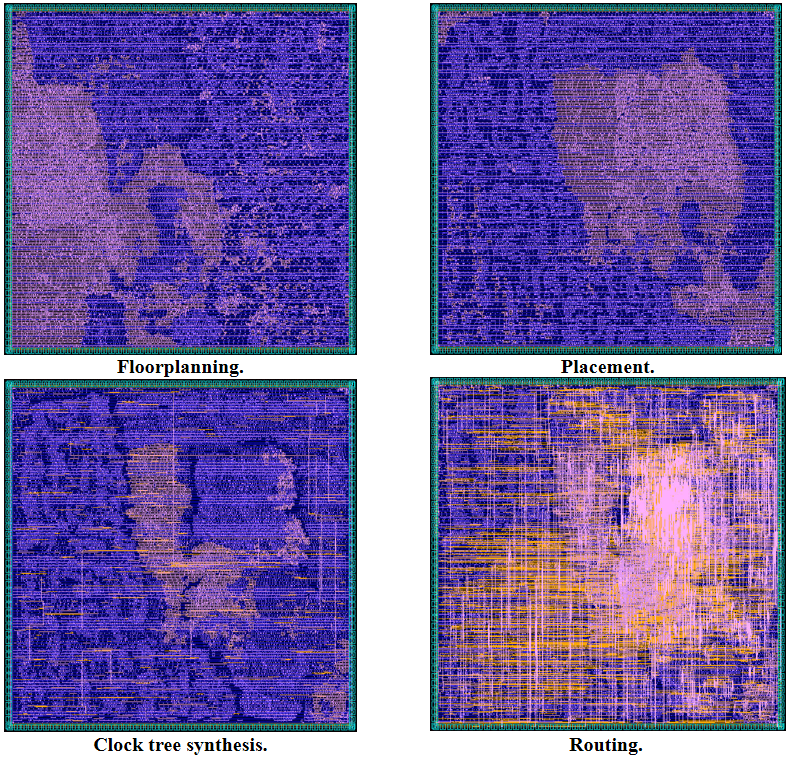 Floorplanning.
Placement.
Clock tree synthesis.
Routing.